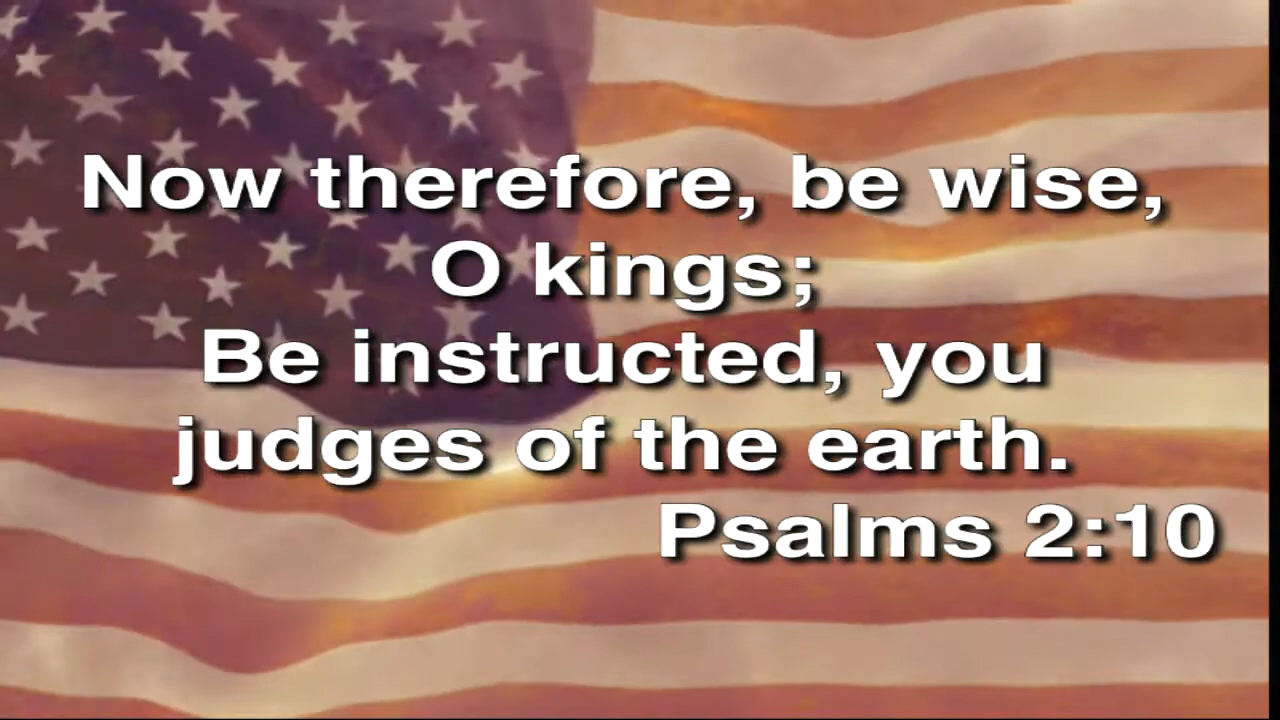 Now therefore, be wise,
O kings;
Be instructed, you
judges of the earth.
Psalms 2:10